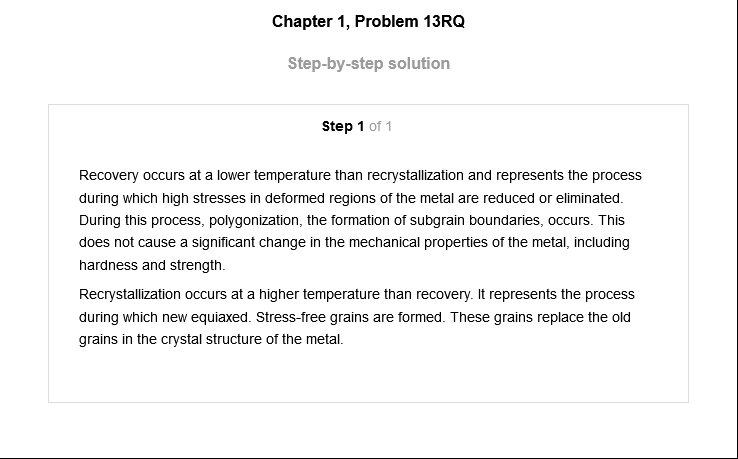 Chapter 1, Problem 13RQ
Step-by-step solution
Step 1 of 1
Recovery occurs at a lower temperature than recrystallization and represents the process
during which high stresses in deformed regions of the metal are reduced or eliminated.
During this process, polygonization, the formation of subgrain boundaries, occurs. This
does not cause a significant change in the mechanical properties of the metal, including
hardness and strength.
Recrystallization occurs at a higher temperature than recovery. It represents the process
during which new equiaxed. Stress-free grains are formed. These grains replace the old
grains in the crystal structure of the metal.